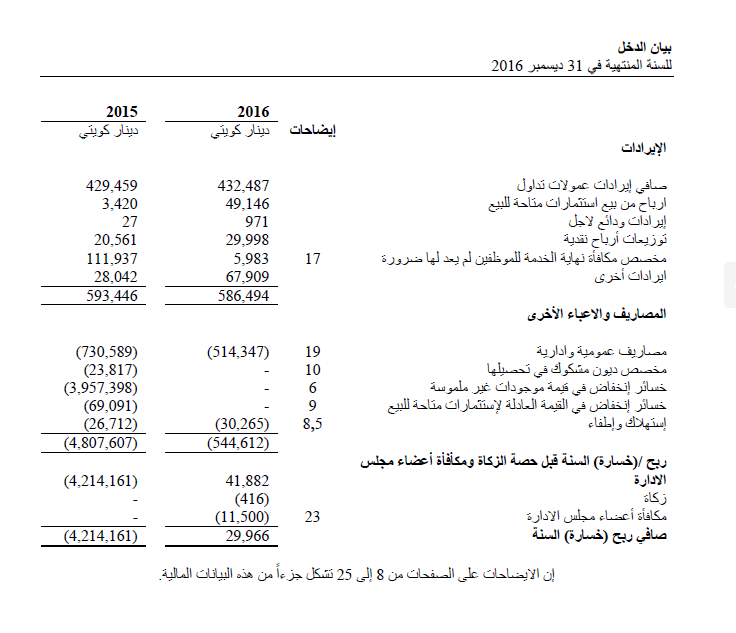 بيان الدخل
للسنة المنتهية في 31 ديسمبر 2016
2016 2015
إيضاحات دينار كويتي دينار كويتي
الإيرادات
صافي إيرادات عمولات تداول 432,487 429,459
ارباح من بيع استثمارات متاحة للبيع 49,146 3,420
إيرادات ودائع لاجل 971 27
توزيعات أرباح نقدية 29,998 20,561
مخصص مكافأة نهاية الخدمة للموظفين لم يعد لها ضرورة 17 5,983 111,937
ايرادات أخرى 67,909 28,042
586,494 593,446
المصاريف والاعباء الأخرى
مصاريف عمومية وادارية 19 (514,347) (730,589)
مخصص ديون مشكوك في تحصيلها 10 - (23,817)
خسائر إنخفاض في قيمة موجودات غير ملموسة 6 - (3,957,398)
خسائر إنخفاض في القيمة العادلة لإستثمارات متاحة للبيع 9 - (69,091)
إستهلاك وإطفاء 8,5 (30,265) (26,712)
(544,612) (4,807,607)
ربح /(خسارة) السنة قبل حصة الزكاة ومكأفأة أعضاء مجلس
الادارة 41,882 (4,214,161)
زكاة (416) -
مكافأة أعضاء مجلس الادارة 23 (11,500) -
صافي ربح (خسارة) السنة 29,966 (4,214,161)
إن الايضاحات على الصفحات من 8 إلى 25 تشكل جزءاً من هذه البيانات المالية.